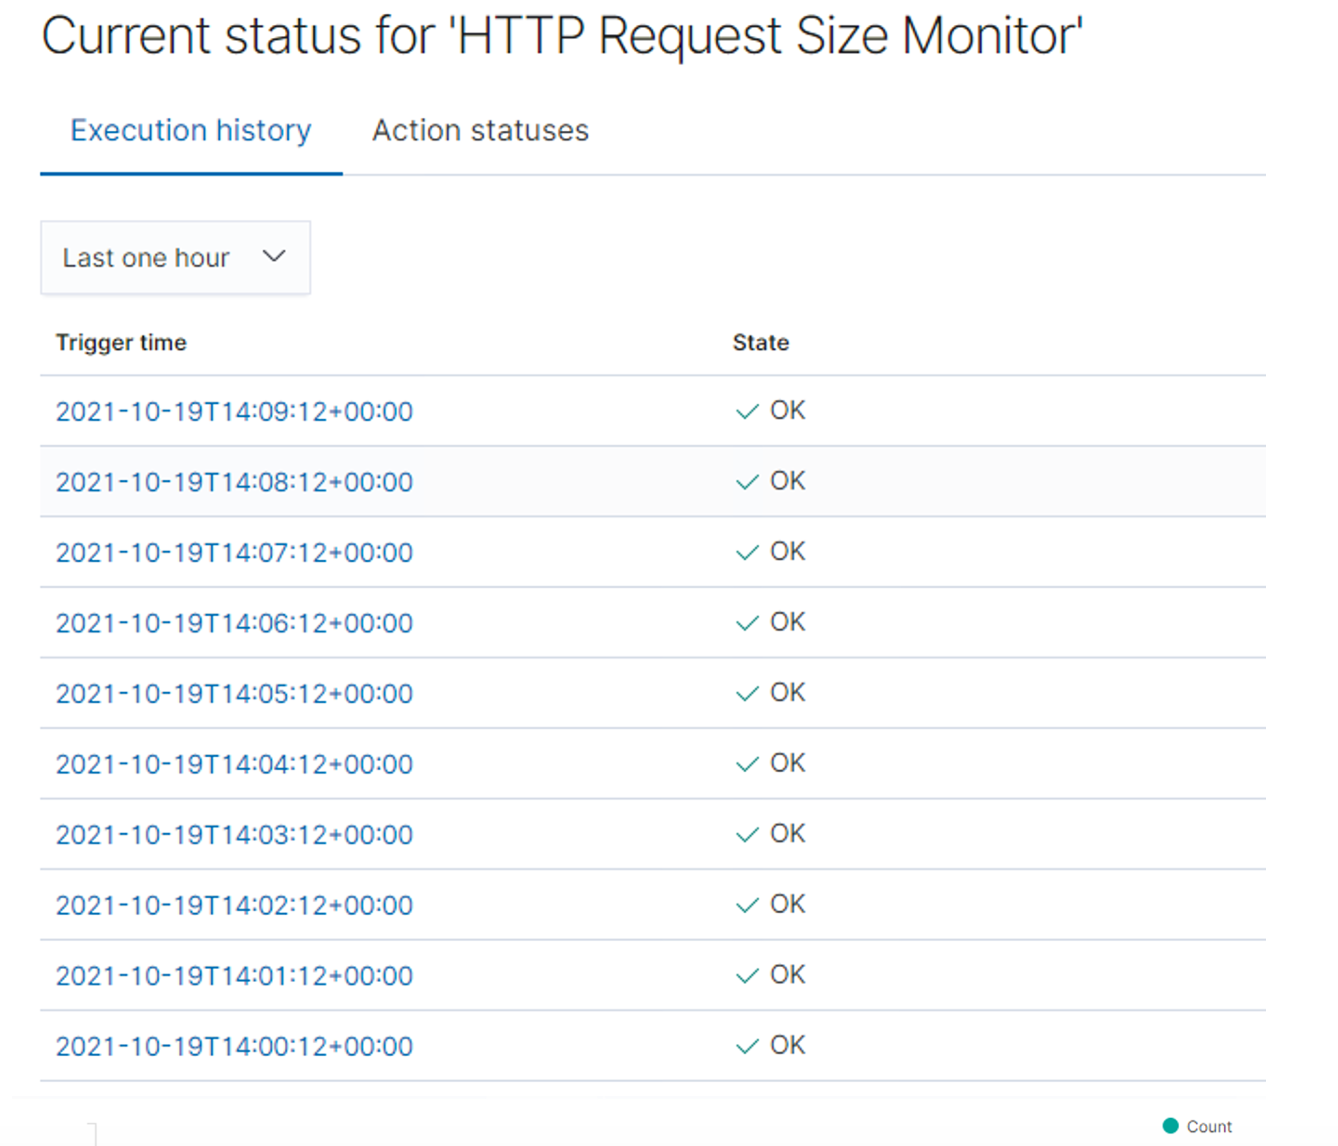 Current status for 'HTTP Request Size Monitor'
Execution history Action statuses
Last one hour
Trigger time State
2021-10-19T14:09:12+00:00 OK
2021-10-19T14:08:12+00:00 OK
2021-10-19T14:07:12+00:00 OK
2021-10-19T14:06:12+00:00 OK
2021-10-19T14:05:12+00:00 OK
2021-10-19T14:04:12+00:00 OK
2021-10-19T14:03:12+00:00 OK
2021-10-19T14:02:12+00:00 OK
2021-10-19T14:01:12+00:00 OK
2021-10-19T14:00:12+00:00 OK
Count